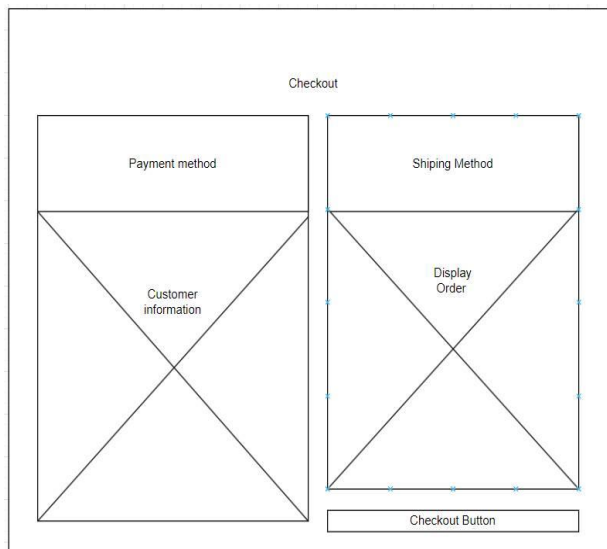 Checkout
Payment method
Shiping Method
Customer
information
Display
Order
Checkout Button